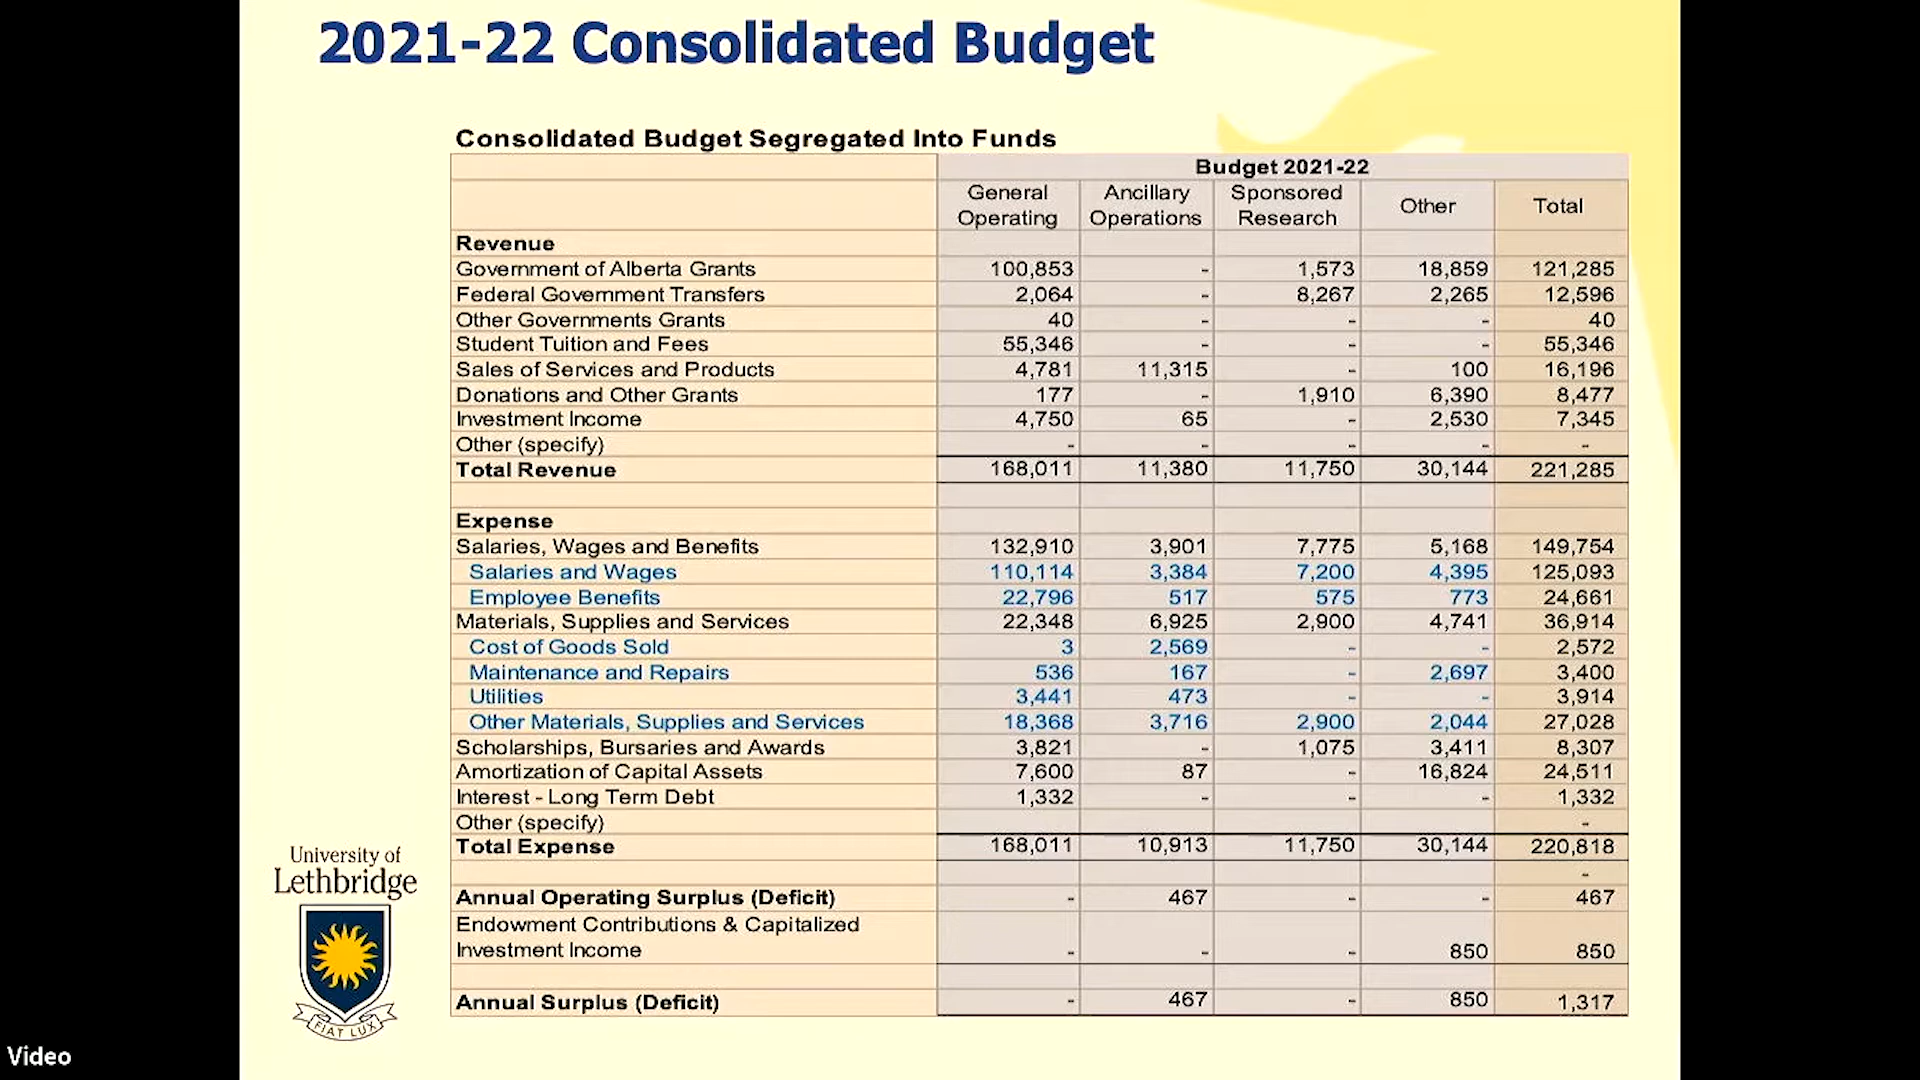 2021-22 Consolidated Budget
Consolidated Budget Segregated Into Funds
Budget 2021-22
General Operating Ancillary Operations Sponsored Research Other Total
Revenue
Government of Alberta Grants 100,853 - 1,573 18,859 121,285
Federal Government Transfers 2,064 - 8,267 2,265 12,596
Other Governments Grants 40 - - - 40
Student Tuition and Fees 55,346 - - - 55,346
Sales of Services and Products 4,781 11,315 - 100 16,196
Donations and Other Grants 177 - 1,910 6,390 8,477
Investment Income 4,750 65 - 2,530 7,345
Other (specify) - - - - -
Total Revenue 168,011 11,380 11,750 30,144 221,285
Expense
Salaries, Wages and Benefits 132,910 3,901 7,775 5,168 149,754
Salaries and Wages 110,114 3,384 7,200 4,395 125,093
Employee Benefits 22,796 517 575 773 24,661
Materials, Supplies and Services 22,348 6,925 2,900 4,741 36,914
Cost of Goods Sold 3 2,569 - - 2,572
Maintenance and Repairs 536 167 - 2,697 3,400
Utilities 3,441 473 - - 3,914
Other Materials, Supplies and Services 18,368 3,716 2,900 2,044 27,028
Scholarships, Bursaries and Awards 3,821 - 1,075 3,411 8,307
Amortization of Capital Assets 7,600 87 - 16,824 24,511
Interest - Long Term Debt 1,332 - - - 1,332
Other (specify) -
Total Expense 168,011 10,913 11,750 30,144 220,818
-
Annual Operating Surplus (Deficit) - 467 - - 467
Endowment Contributions & Capitalized
Investment Income - - - 850 850
Annual Surplus (Deficit) - 467 - 850 1,317
University of
Lethbridge
FIAT LUX
Video